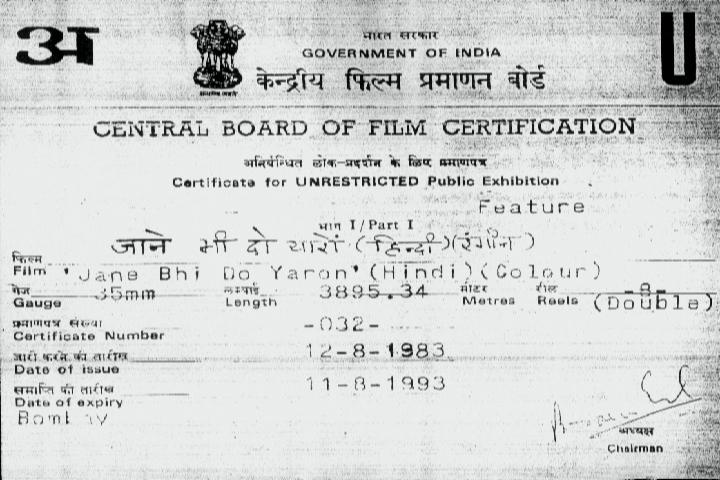 अ
U
भारत सरकार
GOVERNMENT OF INDIA
केन्द्रीय फिल्म प्रमाणन बोर्ड
CENTRAL BOARD OF FILM CERTIFICATION
अनिर्बन्धित लोक-प्रदर्शन के लिए प्रमाणपत्र
Certificate for UNRESTRICTED Public Exhibition
Feature
भाग I/Part I
जाने भी दो यारों (हिन्दी)(रंगीन)
फिल्म
Film 'Jane Bhi Do Yaron' (Hindi) (Colour)
गेज लम्बाई मीटर रील
Gauge 35mm Length 3895.34 Metres Reels -8- (Double)
प्रमाणपत्र संख्या
Certificate Number -032-
जारी करने की तारीख
Date of issue 12-8-1983
समाप्ति की तारीख
Date of expiry 11-8-1993
अध्यक्ष
Chairman